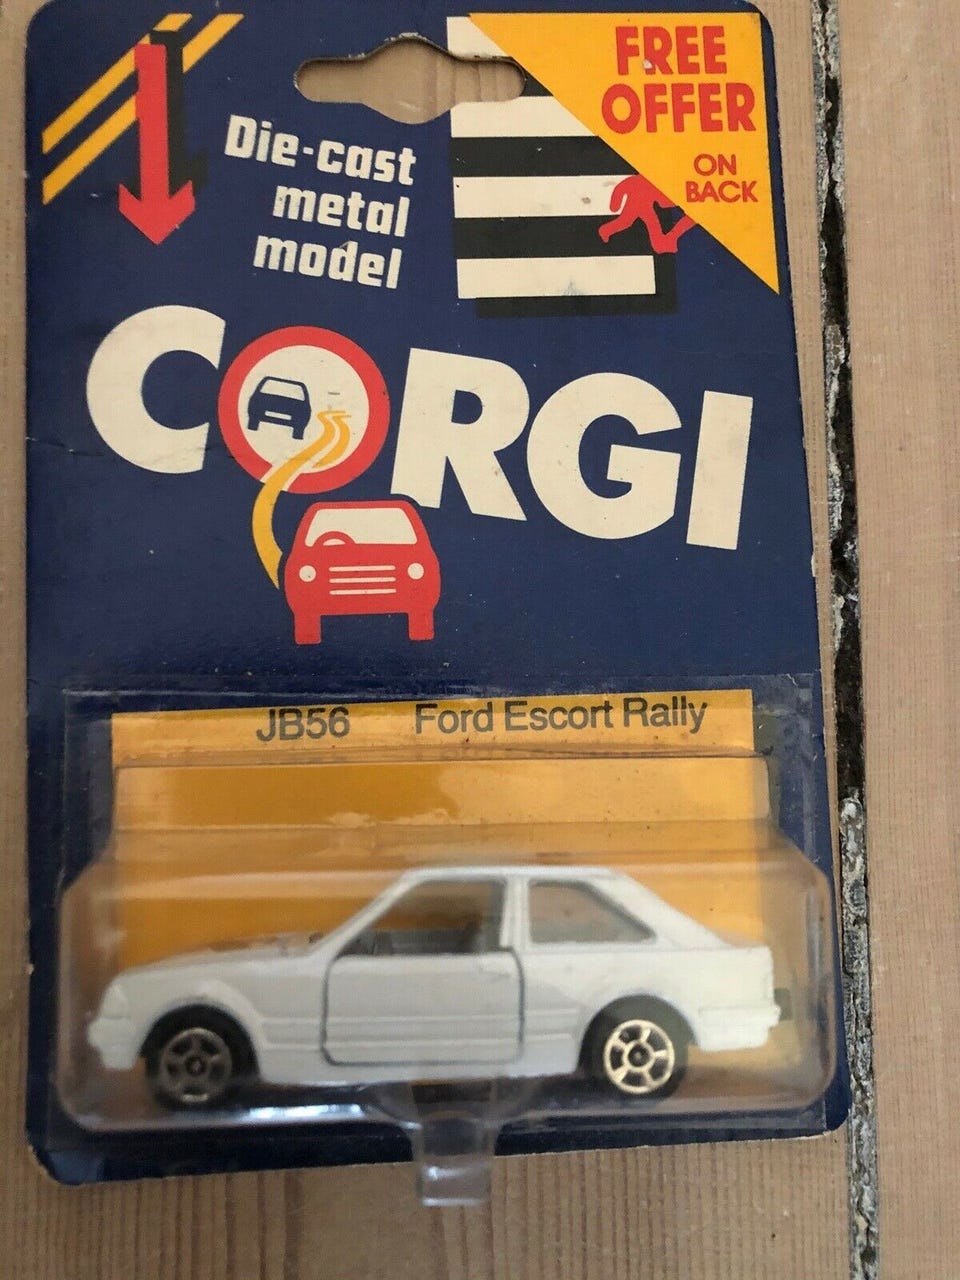 FREE
OFFER
ON
BACK
Die-cast
metal
model
CORGI
JB56 Ford Escort Rally